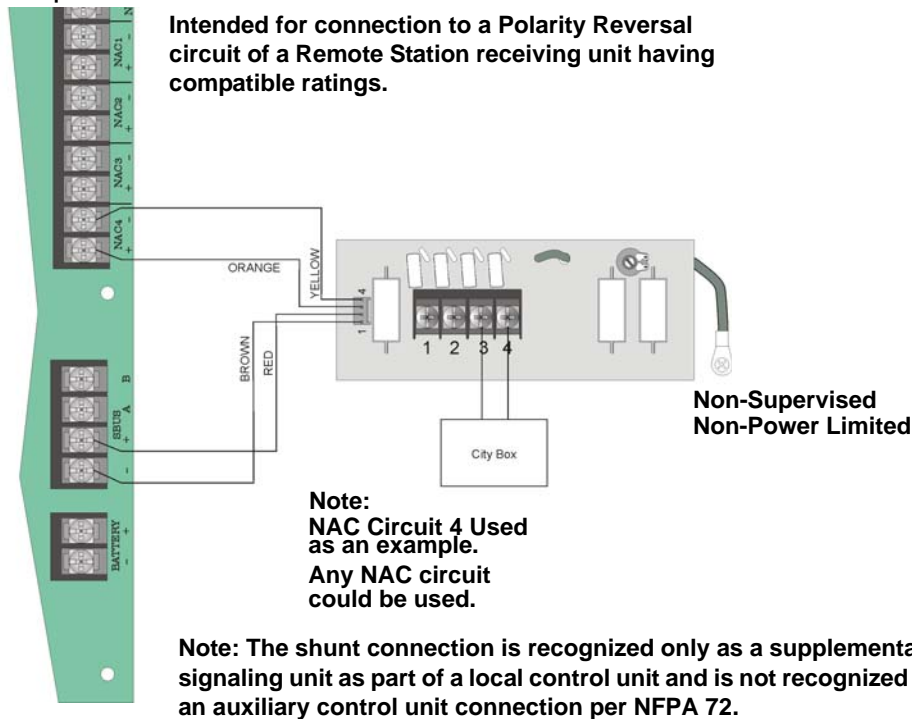 Intended for connection to a Polarity Reversal
circuit of a Remote Station receiving unit having
compatible ratings.
- NAC1 +
- NAC2 +
- NAC3 +
- NAC4 +
ORANGE
YELLOW
4
1
BROWN
RED
1 2 3 4
B
A
SBUS
+
-
BATTERY
+
-
City Box
Non-Supervised
Non-Power Limited
Note:
NAC Circuit 4 Used
as an example.
Any NAC circuit
could be used.
Note: The shunt connection is recognized only as a
signaling unit as part of a local control unit and is not recognized
an auxiliary control unit connection per NFPA 72.